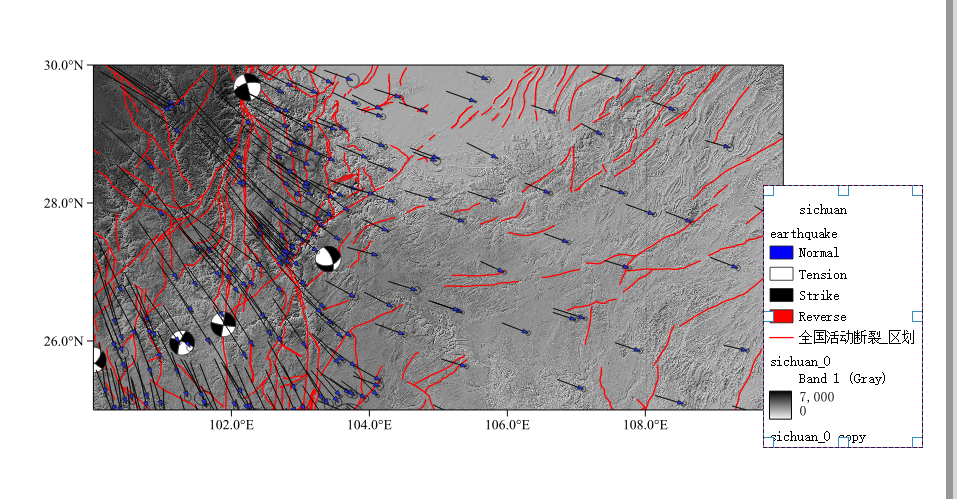 30.0°N
28.0°N
26.0°N
102.0°E
104.0°E
106.0°E
108.0°E
sichuan
earthquake
Normal
Tension
Strike
Reverse
全国活动断裂_区划
sichuan_0
Band 1 (Gray)
7,000
0
sichuan_0 copy